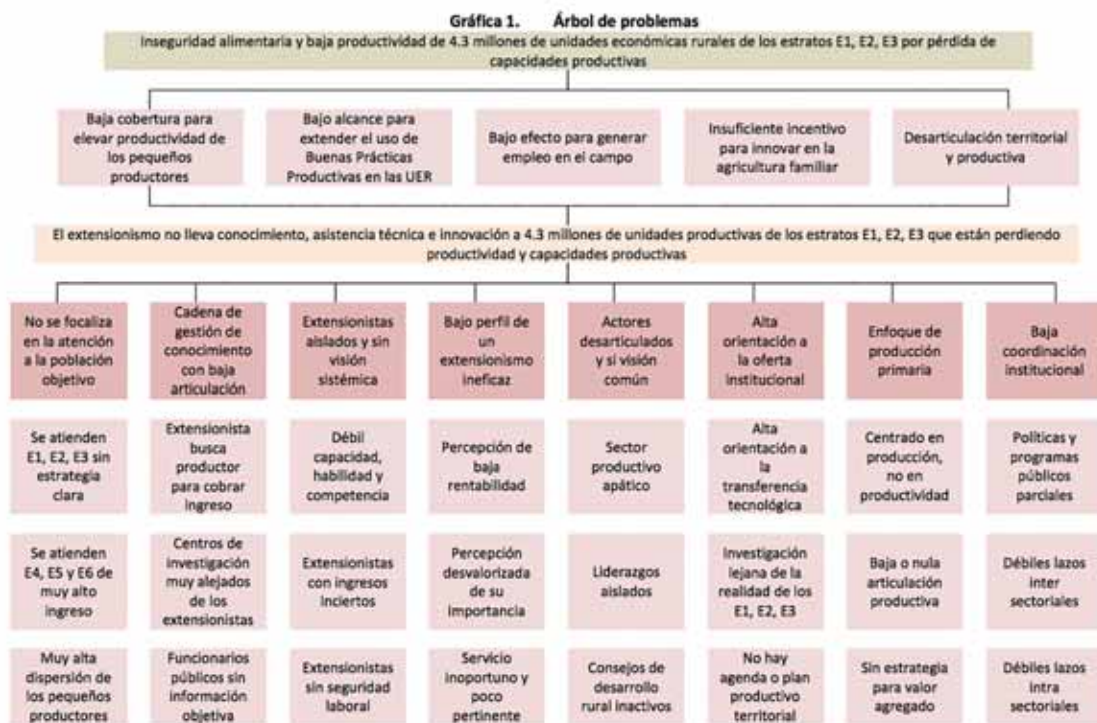 Gráfica 1. Árbol de problemas
Inseguridad alimentaria y baja productividad de 4.3 millones de unidades económicas rurales de los estratos E1, E2, E3 por pérdida de
capacidades productivas
Baja cobertura para
elevar productividad de
los pequeños
productores
Bajo alcance para
extender el uso de
Buenas Prácticas
Productivas en las UER
Bajo efecto para generar
empleo en el campo
Insuficiente incentivo
para innovar en la
agricultura familiar
Desarticulación territorial
y productiva
El extensionismo no lleva conocimiento, asistencia técnica e innovación a 4.3 millones de unidades productivas de los estratos E1, E2, E3 que están perdiendo
productividad y capacidades productivas
No se focaliza
en la atención
a la población
objetivo
Cadena de
gestión de
conocimiento
con baja
articulación
Extensionistas
aislados y sin
visión
sistémica
Bajo perfil de
un
extensionismo
ineficaz
Actores
desarticulados
y si visión
común
Alta
orientación a
la oferta
institucional
Enfoque de
producción
primaria
Baja
coordinación
institucional
Se atienden
E1, E2, E3 sin
estrategia
clara
Extensionista
busca
productor
para cobrar
ingreso
Débil
capacidad,
habilidad y
competencia
Percepción de
baja
rentabilidad
Sector
productivo
apático
Alta
orientación a
la
transferencia
tecnológica
Centrado en
producción,
no en
productividad
Políticas y
programas
públicos
parciales
Se atienden
E4, E5 y E6 de
muy alto
ingreso
Centros de
investigación
muy alejados
de los
extensionistas
Extensionistas
con ingresos
inciertos
Percepción
desvalorizada
de su
importancia
Liderazgos
aislados
Investigación
lejana de la
realidad de los
E1, E2, E3
Baja o nula
articulación
productiva
Débiles lazos
inter
sectoriales
Muy alta
dispersión de
los pequeños
productores
Funcionarios
públicos sin
información
objetiva
Extensionistas
sin seguridad
laboral
Servicio
inoportuno y
poco
pertinente
Consejos de
desarrollo
rural inactivos
No hay
agenda o plan
productivo
territorial
Sin estrategia
para valor
agregado
Débiles lazos
intra
sectoriales